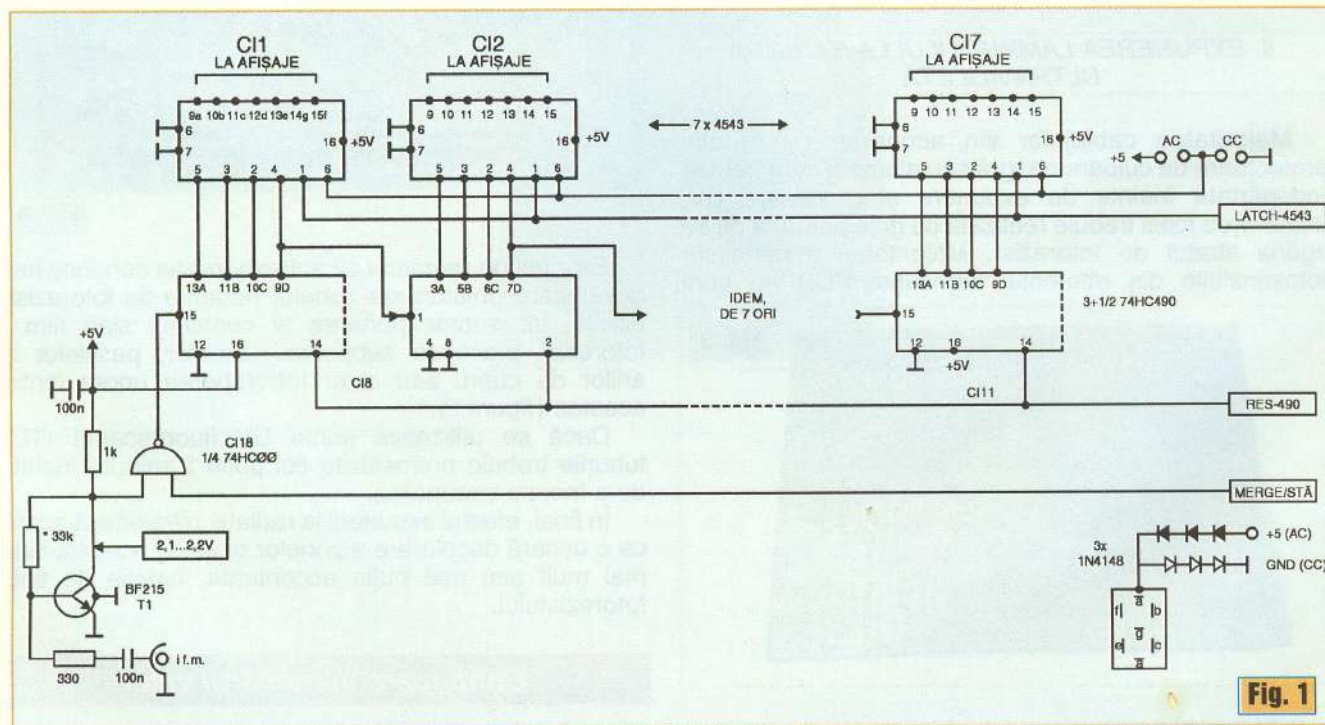 CI1
LA AFIŞAJE
9a 10b 11c 12d 13e 14g 15f
6
7
16 +5V
5 3 2 4 1 6
CI2
LA AFIŞAJE
9 10 11 12 13 14 15
6
7
16
+5V
5 3 2 4 1 6
7 x 4543
CI7
LA AFIŞAJE
9 10 11 12 13 14 15
6
7
16
+5V
5 3 2 4 1 6
AC CC
+5
LATCH-4543
13A 11B 10C 9D
15
12 16 14
CI8
3A 5B 6C 7D
1
4 8 2
IDEM,
DE 7 ORI
13A 11B 10C 9D
15
12 16 14
+5V
3+1/2 74HC490
CI11
RES-490
+5V
100n
1k
CI18
1/4 74HCØØ
MERGE/STĂ
* 33k
2,1...2,2V
BF215
T1
330 100n
i f.m.
3x
1N4148
+5 (AC)
GND (CC)
a
f b
g
e c
a
Fig. 1